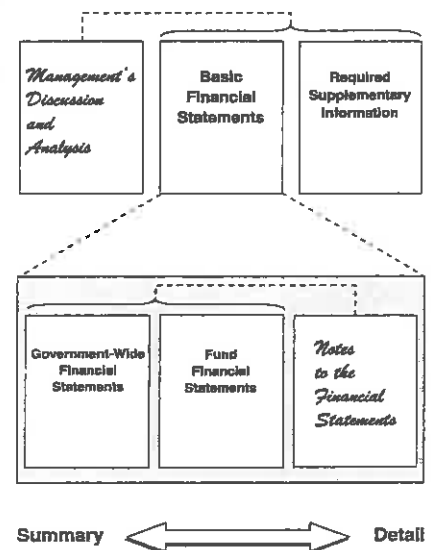 Management's
Discussion
and
Analysis
Basic
Financial
Statements
Required
Supplementary
Information
Government-Wide
Financial
Statements
Fund
Financial
Statements
Notes
to the
Financial
Statements
Summary
Detail